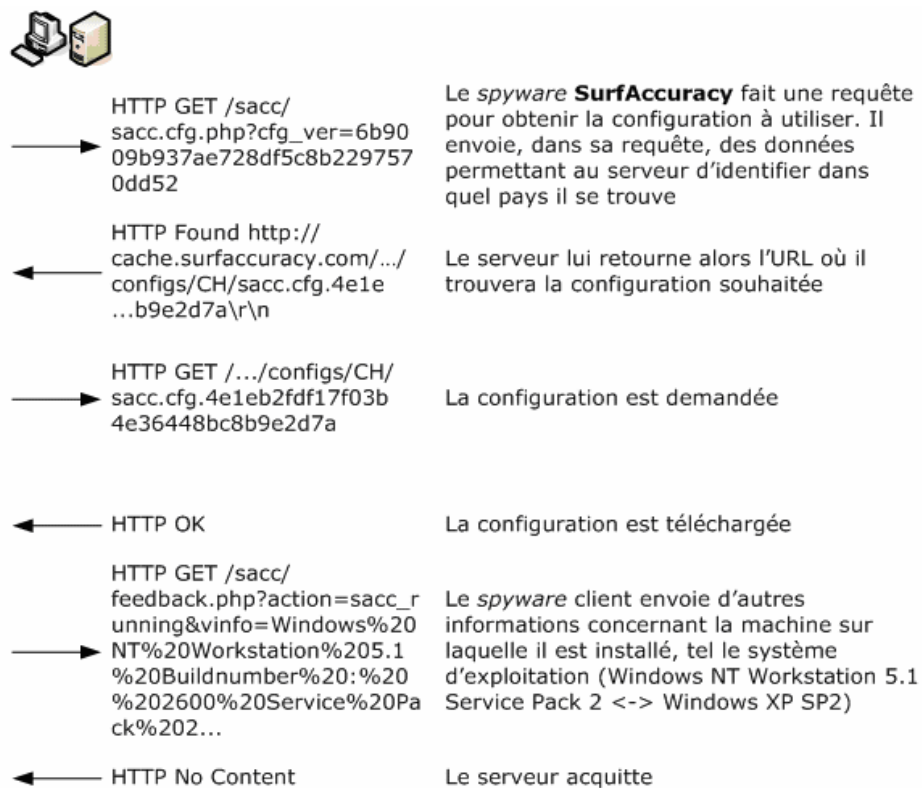 HTTP GET /sacc/
sacc.cfg.php?cfg_ver=6b90
09b937ae728df5c8b229757
0dd52
Le spyware SurfAccuracy fait une requête
pour obtenir la configuration à utiliser. Il
envoie, dans sa requête, des données
permettant au serveur d’identifier dans
quel pays il se trouve
HTTP Found http://
cache.surfaccuracy.com/…/
configs/CH/sacc.cfg.4e1e
...b9e2d7a\r\n
Le serveur lui retourne alors l’URL où il
trouvera la configuration souhaitée
HTTP GET /.../configs/CH/
sacc.cfg.4e1eb2fdf17f03b
4e36448bc8b9e2d7a
La configuration est demandée
HTTP OK
La configuration est téléchargée
HTTP GET /sacc/
feedback.php?action=sacc_r
unning&vinfo=Windows%20
NT%20Workstation%205.1
%20Buildnumber%20:%20
%202600%20Service%20Pa
ck%202...
Le spyware client envoie d’autres
informations concernant la machine sur
laquelle il est installé, tel le système
d’exploitation (Windows NT Workstation 5.1
Service Pack 2 <-> Windows XP SP2)
HTTP No Content
Le serveur acquitte